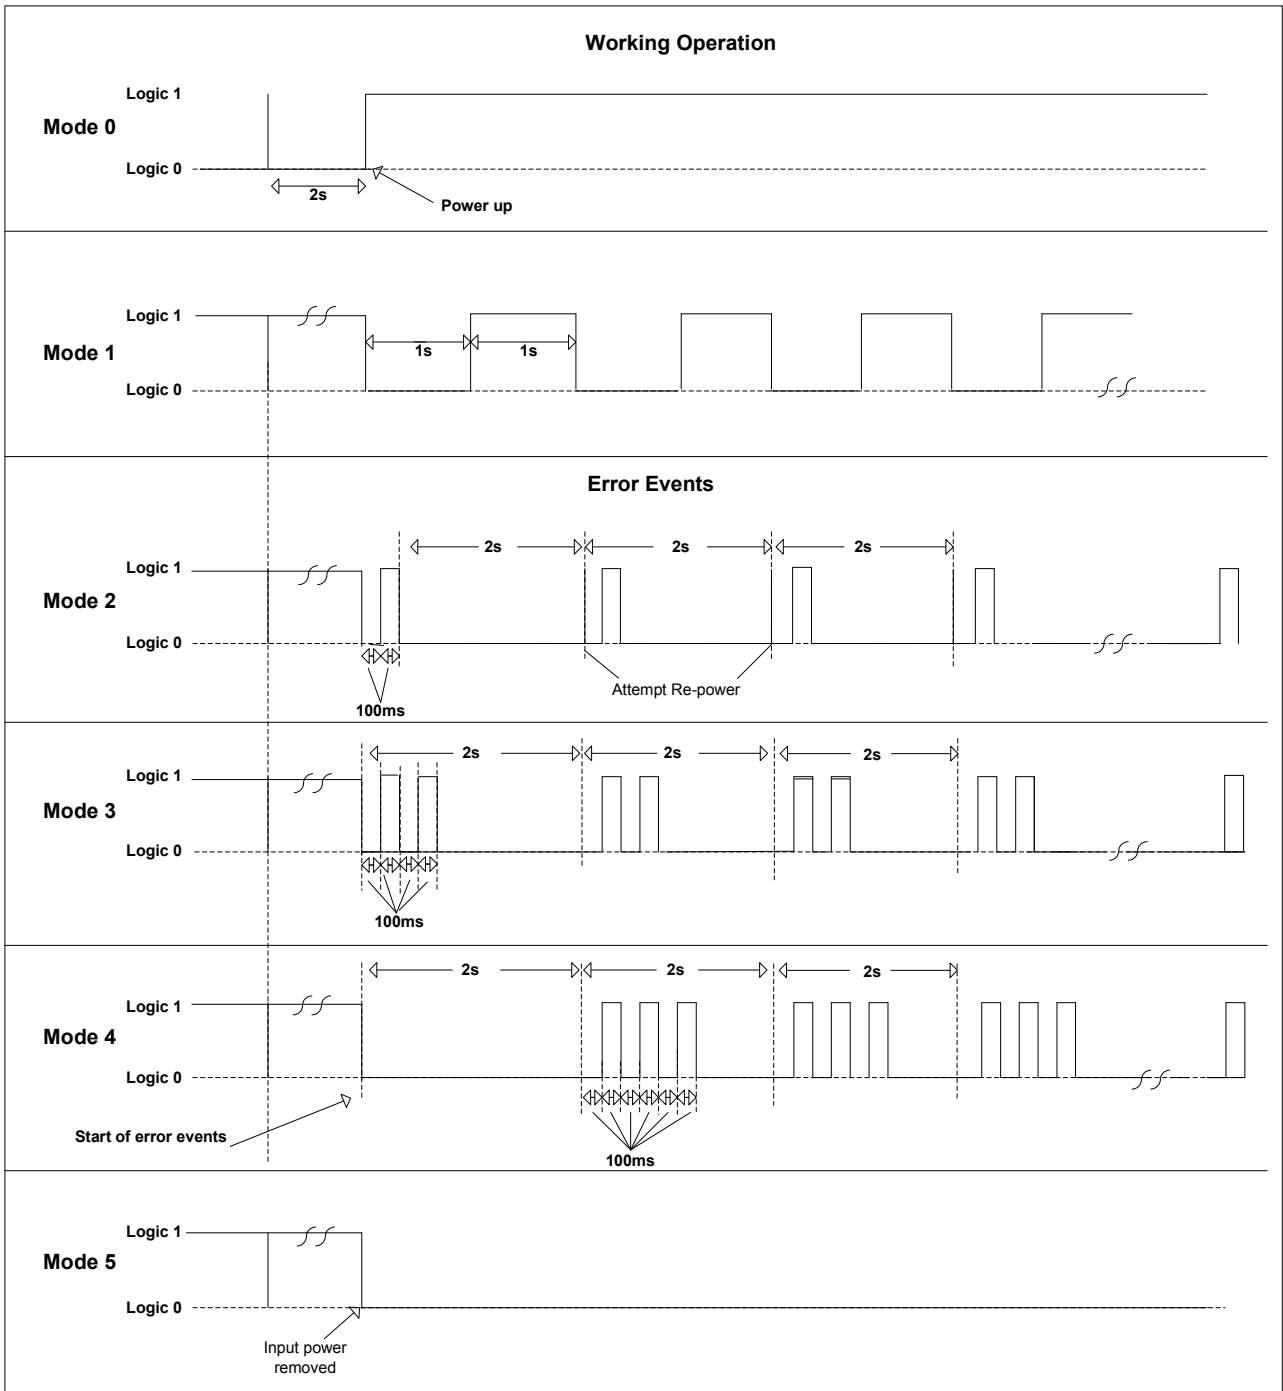 Working Operation
Logic 1
Mode 0
Logic 0
2s
Power up
Logic 1
Mode 1
1s
1s
Logic 0
Error Events
2s
2s
2s
Logic 1
Mode 2
Logic 0
Attempt Re-power
100ms
2s
2s
2s
Logic 1
Mode 3
Logic 0
100ms
2s
2s
2s
Logic 1
Mode 4
Logic 0
Start of error events
100ms
Logic 1
Mode 5
Logic 0
Input power
removed